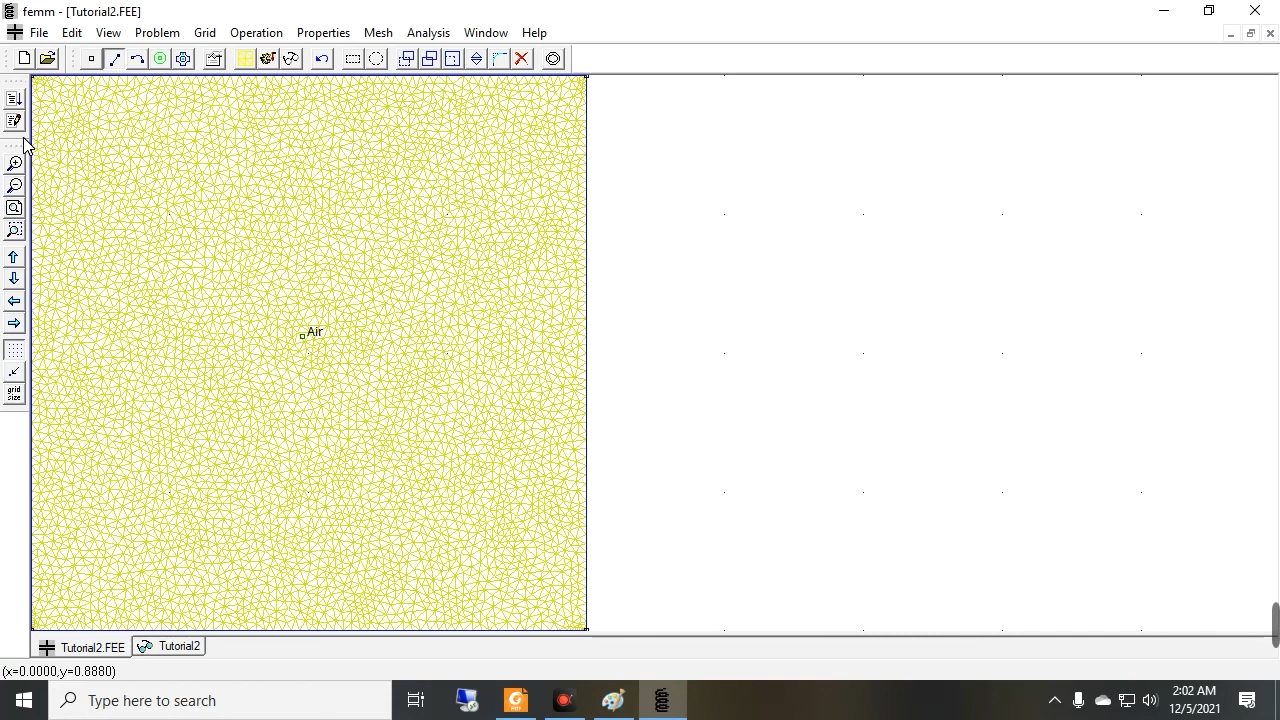 femm - [Tutorial2.FEE]
File Edit View Problem Grid Operation Properties Mesh Analysis Window Help
grid
size
Air
Tutorial2.FEE Tutorial2
(x=0.0000,y=0.8880)
Type here to search
2:02 AM
12/5/2021